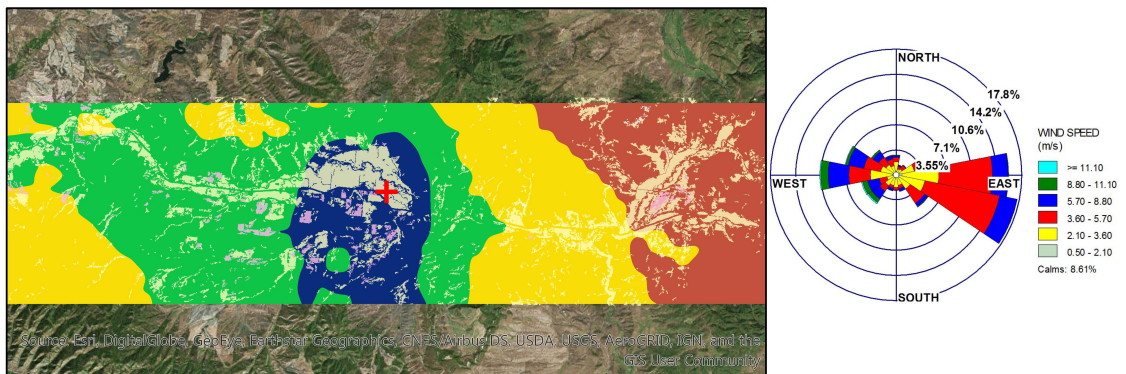 Source: Esri, DigitalGlobe, GeoEye, Earthstar Geographics, CNES/Airbus DS, USDA, USGS, AeroGRID, IGN, and the
GIS User Community
NORTH
17.8%
14.2%
10.6%
7.1%
3.55%
WEST
EAST
SOUTH
WIND SPEED
(m/s)
>= 11.10
8.80 - 11.10
5.70 - 8.80
3.60 - 5.70
2.10 - 3.60
0.50 - 2.10
Calms: 8.61%